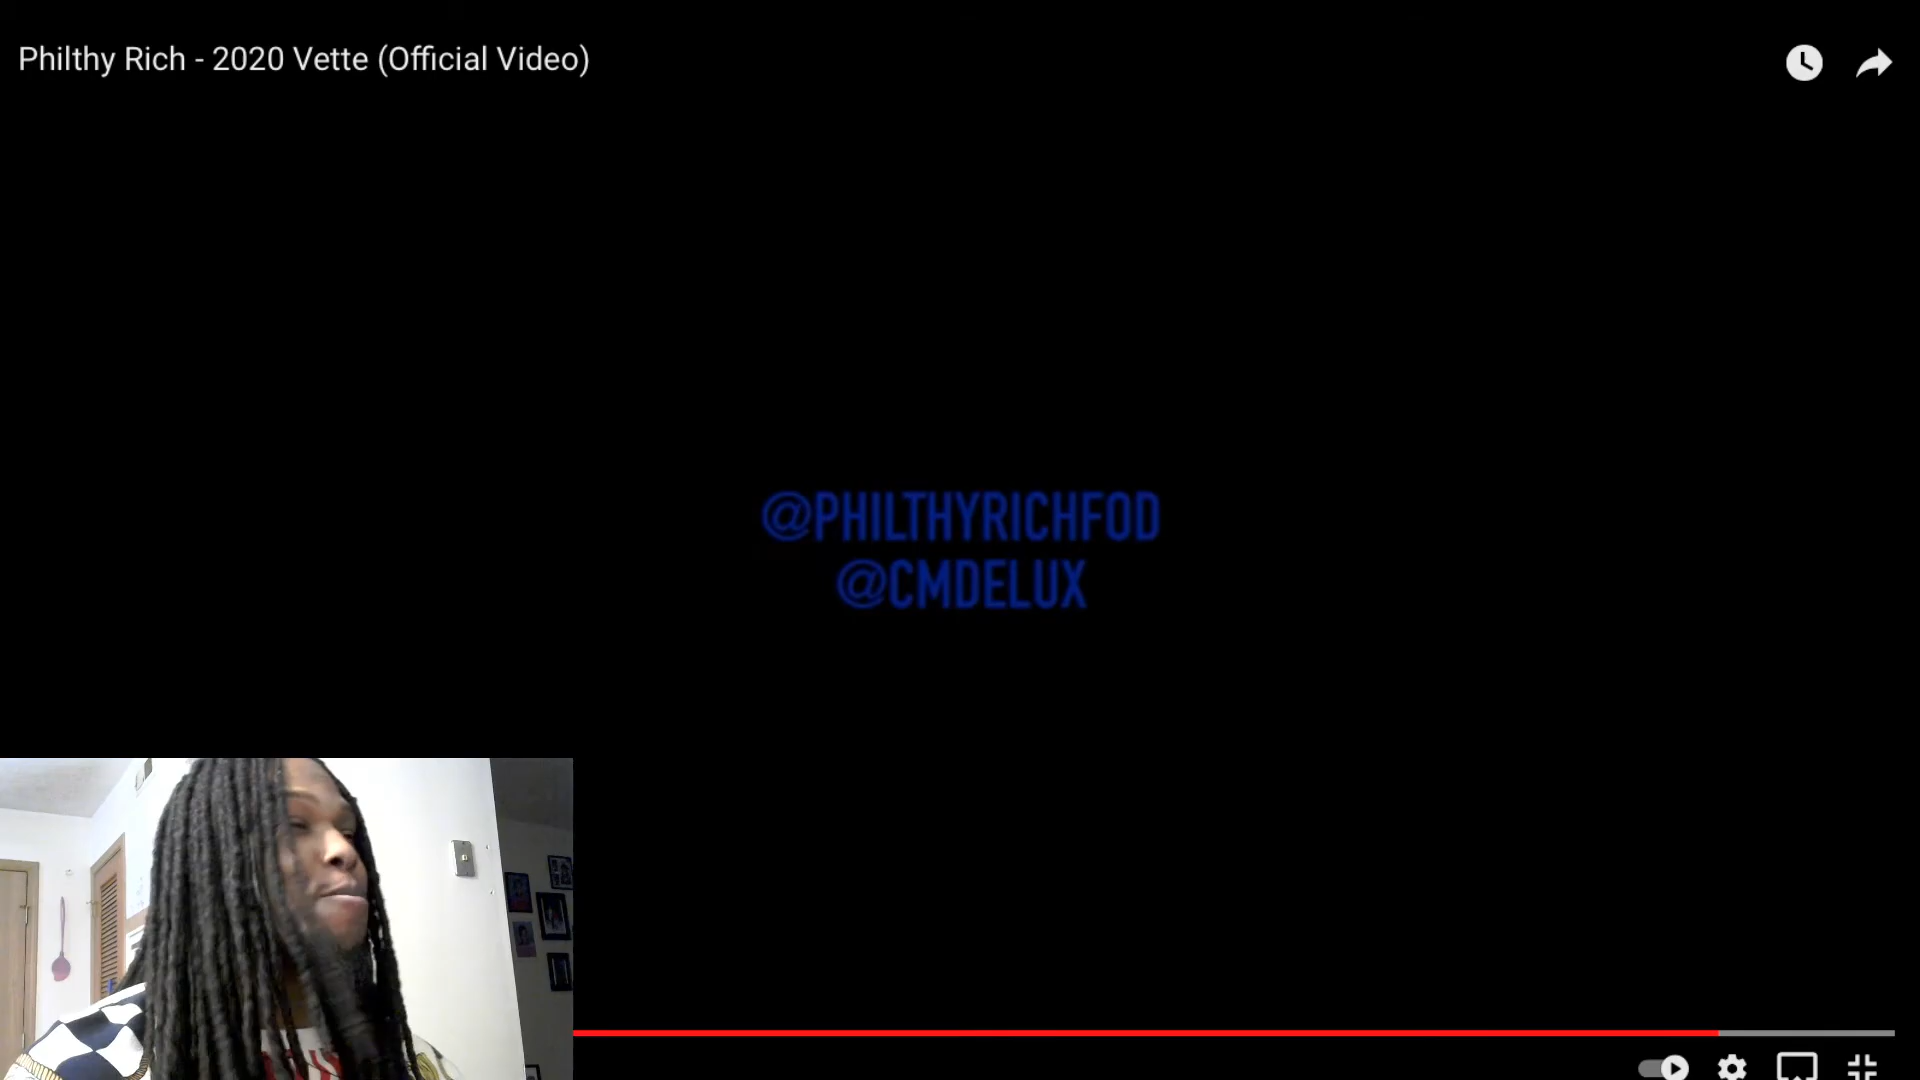 Philthy Rich - 2020 Vette (Official Video)
@PHILTHYRICHFOD
@CMDELUX